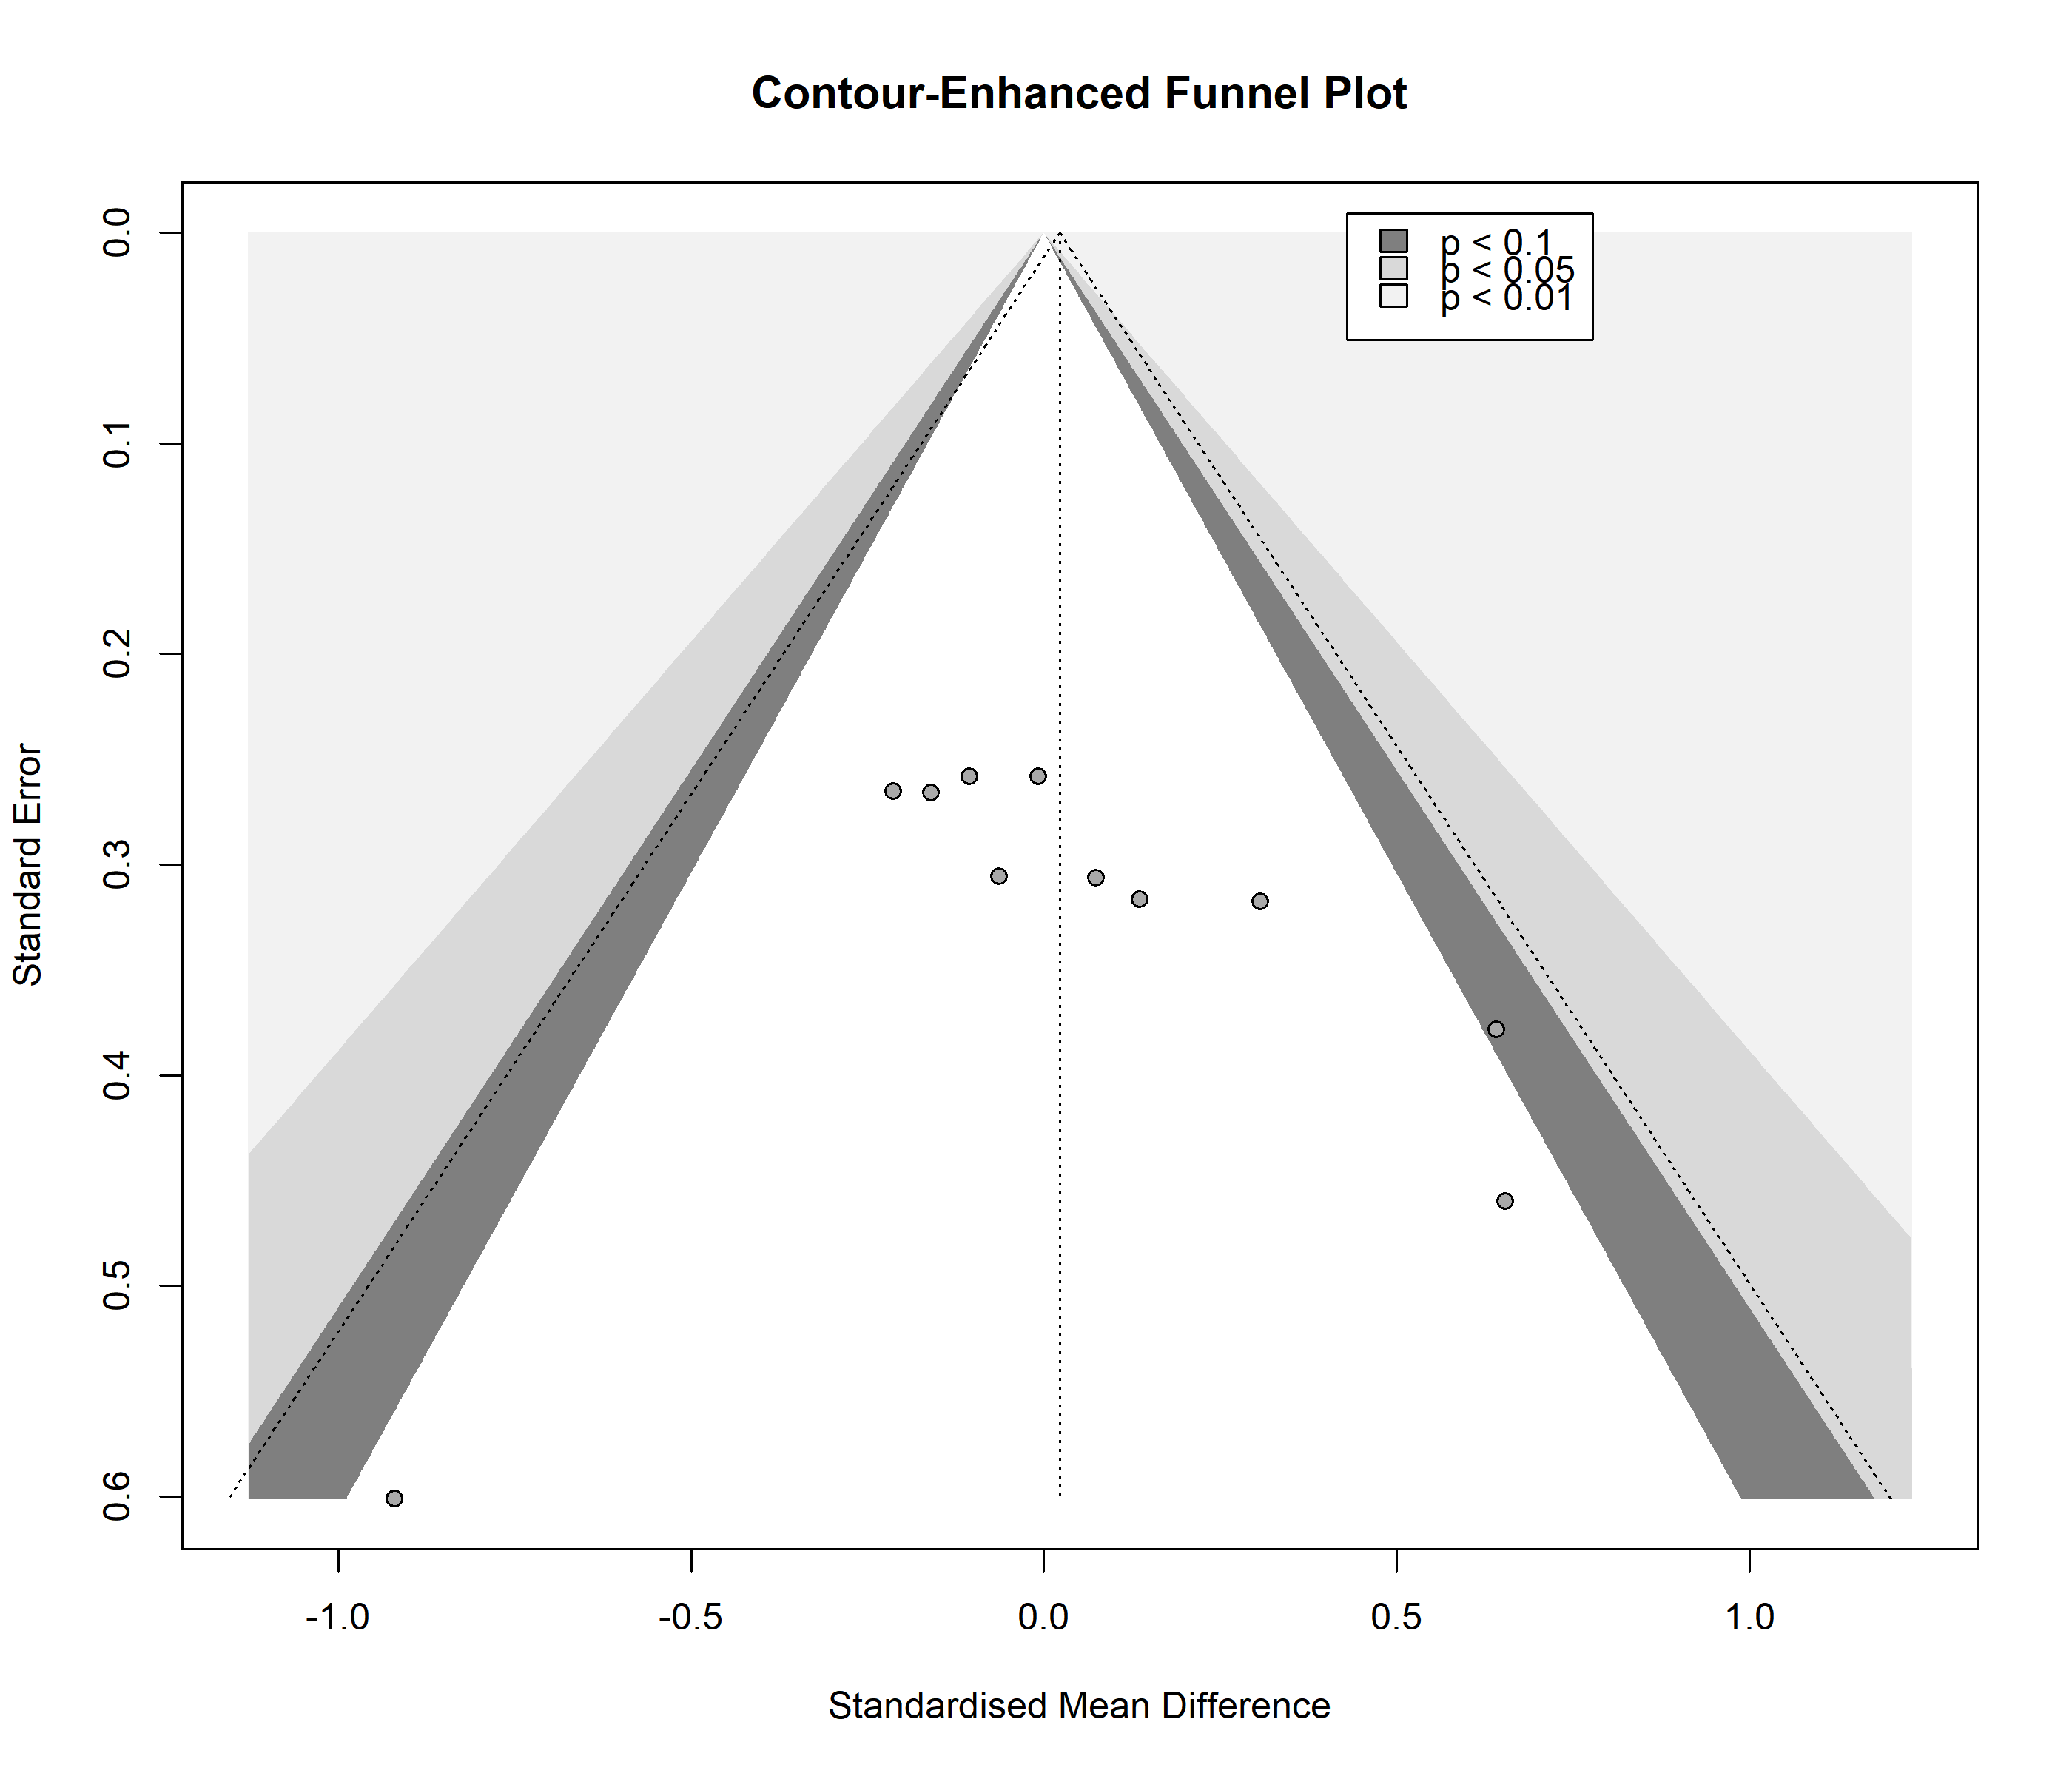 Contour-Enhanced Funnel Plot
p < 0.1
p < 0.05
p < 0.01
Standard Error
0.0
0.1
0.2
0.3
0.4
0.5
0.6
-1.0
-0.5
0.0
0.5
1.0
Standardised Mean Difference